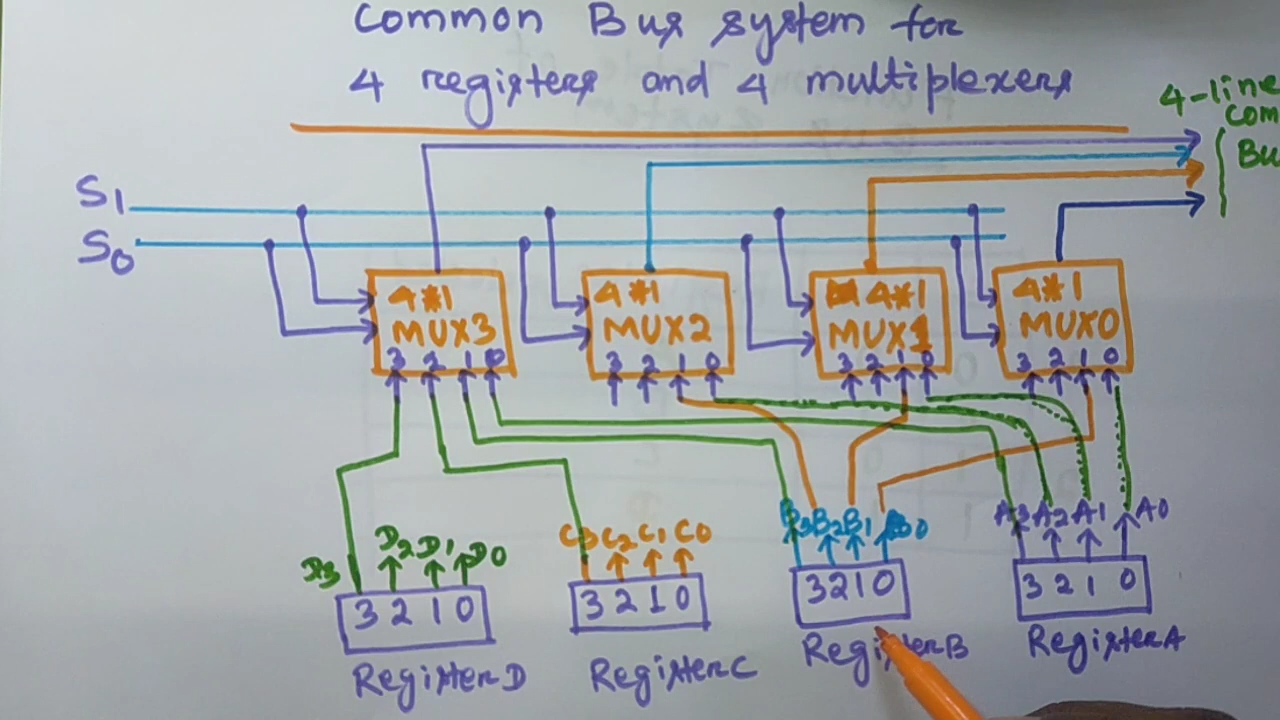 Common Bus system for
4 registers and 4 multiplexers
4-line
Com
Bu
S1
S0
4*1
MUX3
3 2 1 0
4*1
MUX2
3 2 1 0
4*1
MUX1
3 2 1 0
4*1
MUX0
3 2 1 0
D3 D2 D1 D0
C3 C2 C1 C0
B3 B2 B1 B0
A3 A2 A1 A0
3 2 1 0
3 2 1 0
3 2 1 0
3 2 1 0
Register D
Register C
Register B
Register A